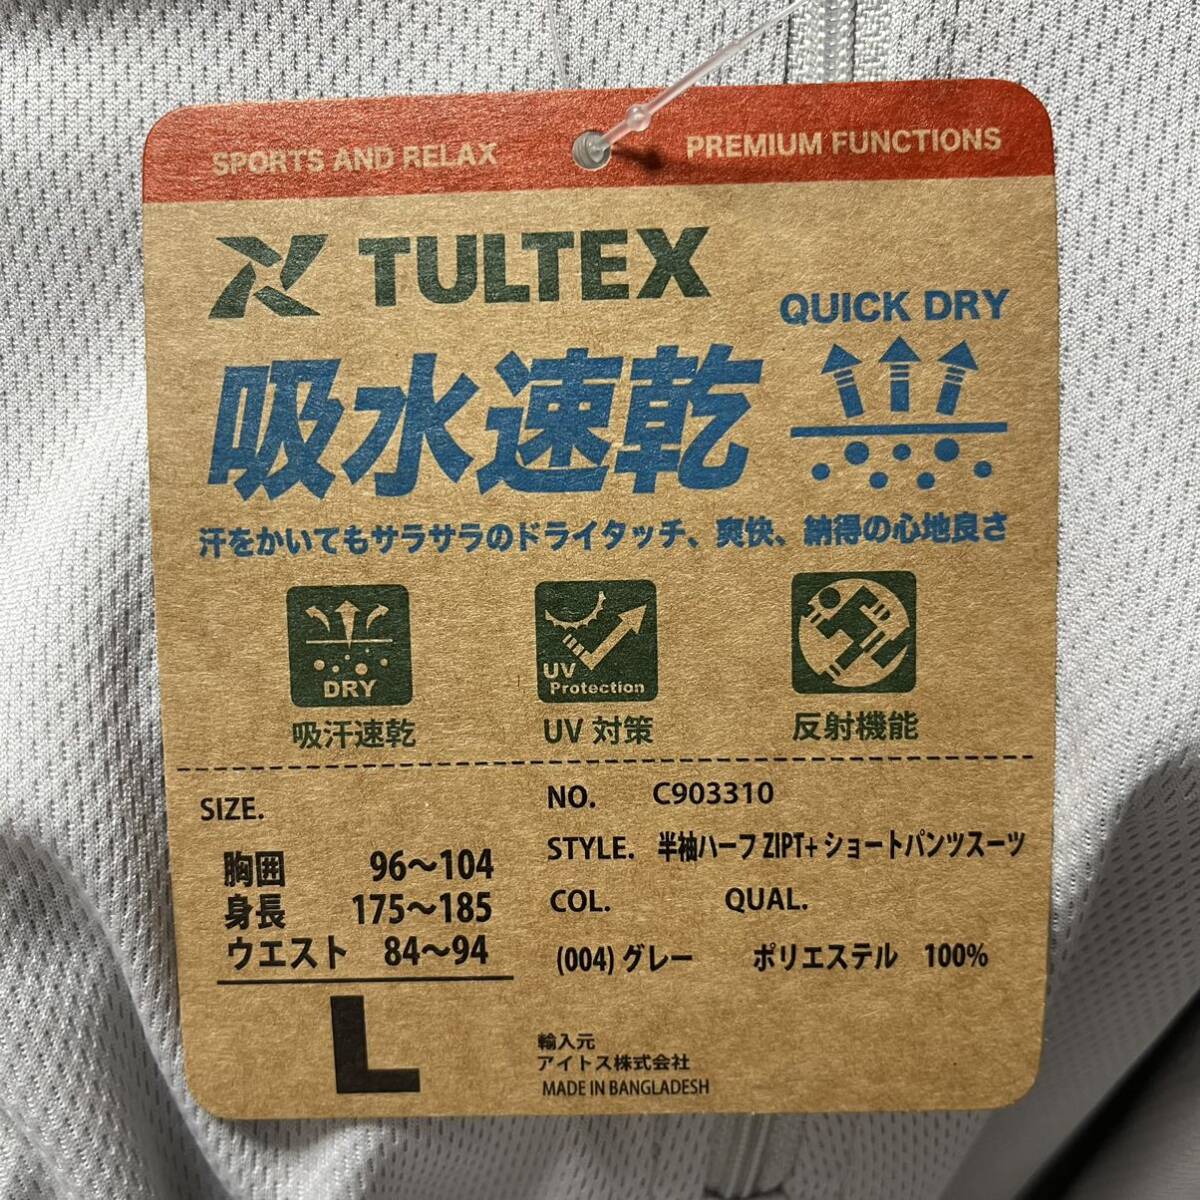 SPORTS AND RELAX
PREMIUM FUNCTIONS
TULTEX
QUICK DRY
吸水速乾
汗をかいてもサラサラのドライタッチ、爽快、納得の心地良さ
DRY
吸汗速乾
UV
Protection
UV 対策
反射機能
SIZE.
胸囲 96～104
身長 175～185
ウエスト 84～94
L
NO. C903310
STYLE. 半袖ハーフZIPT+ショートパンツスーツ
COL. QUAL.
(004) グレー ポリエステル 100%
輸入元
アイトス株式会社
MADE IN BANGLADESH